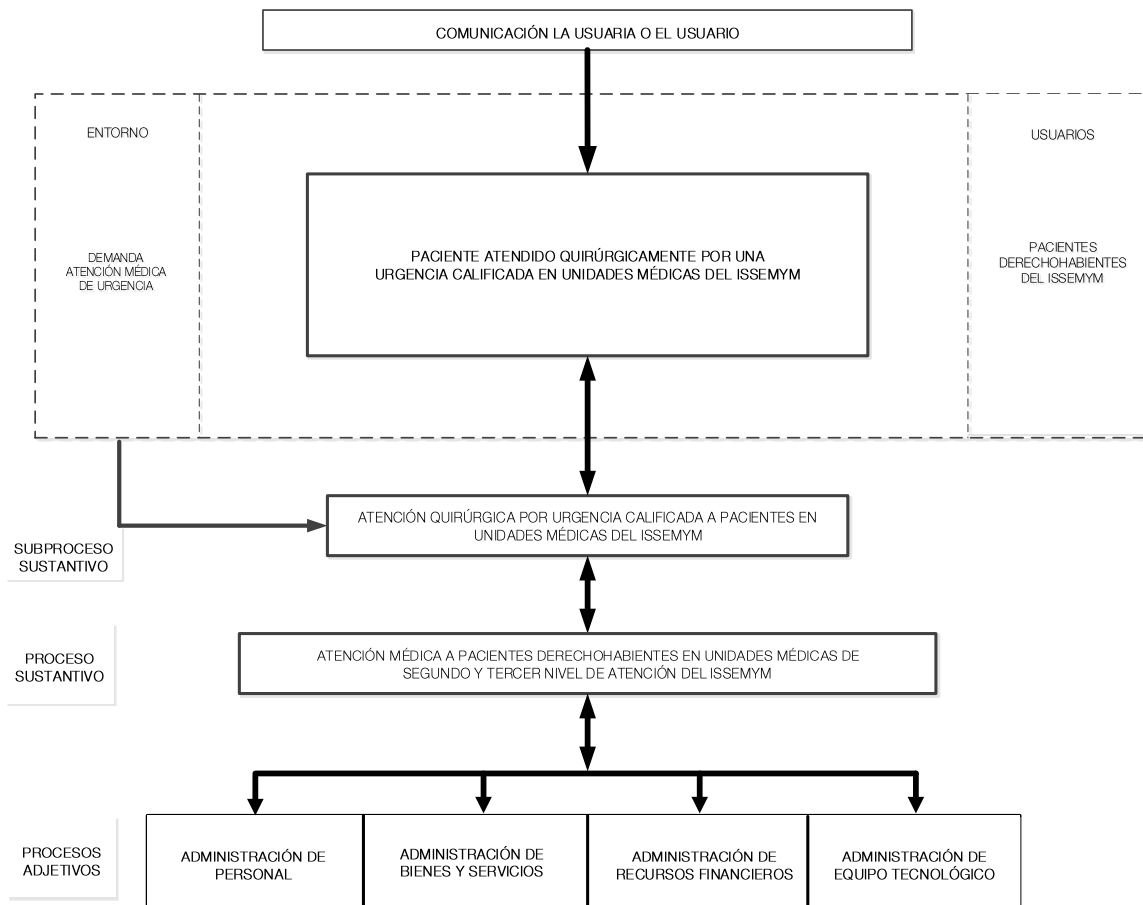 COMUNICACIÓN LA USUARIA O EL USUARIO
ENTORNO
USUARIOS
DEMANDA
ATENCIÓN MÉDICA
DE URGENCIA
PACIENTE ATENDIDO QUIRÚRGICAMENTE POR UNA
URGENCIA CALIFICADA EN UNIDADES MÉDICAS DEL ISSEMYM
PACIENTES
DERECHOHABIENTES
DEL ISSEMYM
ATENCIÓN QUIRÚRGICA POR URGENCIA CALIFICADA A PACIENTES EN
UNIDADES MÉDICAS DEL ISSEMYM
SUBPROCESO
SUSTANTIVO
PROCESO
SUSTANTIVO
ATENCIÓN MÉDICA A PACIENTES DERECHOHABIENTES EN UNIDADES MÉDICAS DE
SEGUNDO Y TERCER NIVEL DE ATENCIÓN DEL ISSEMYM
PROCESOS
ADJETIVOS
ADMINISTRACIÓN DE
PERSONAL
ADMINISTRACIÓN DE
BIENES Y SERVICIOS
ADMINISTRACIÓN DE
RECURSOS FINANCIEROS
ADMINISTRACIÓN DE
EQUIPO TECNOLÓGICO